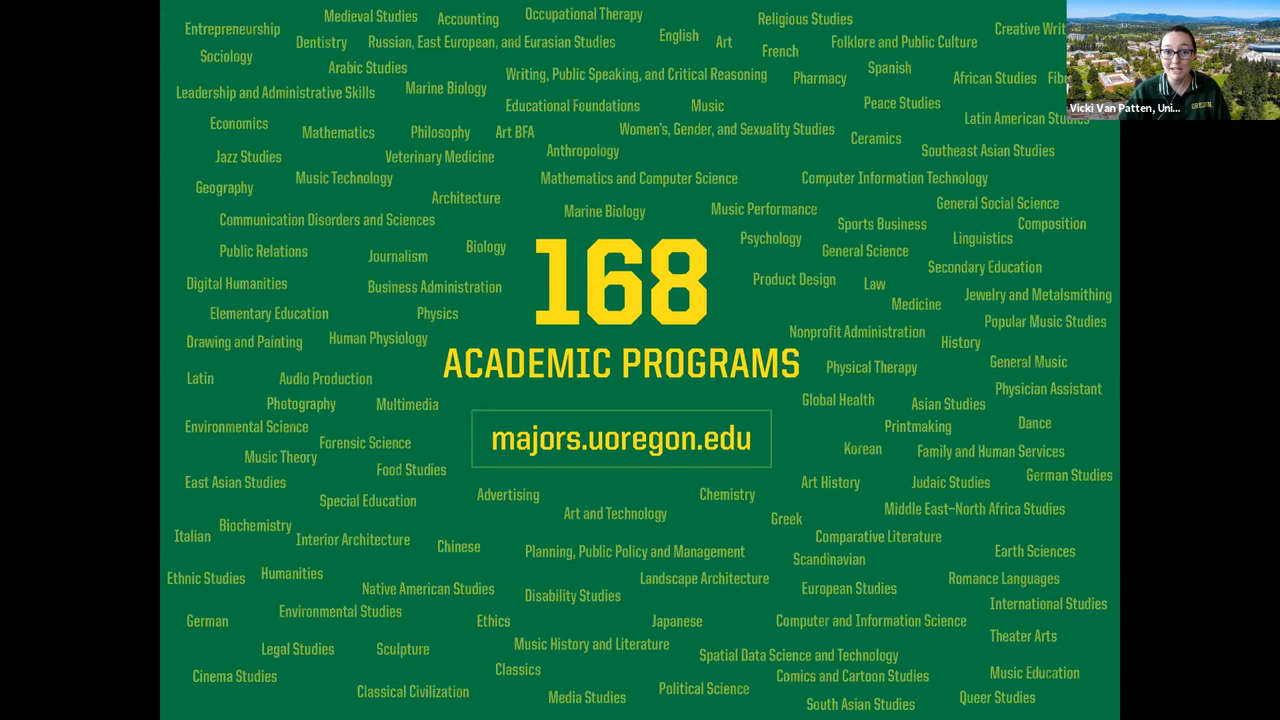 Medieval Studies
Accounting
Occupational Therapy
Religious Studies
Entrepreneurship
English
Creative Writ
Dentistry
Russian, East European, and Eurasian Studies
Art
French
Folklore and Public Culture
Sociology
Arabic Studies
Writing, Public Speaking, and Critical Reasoning
Pharmacy
Spanish
African Studies
Leadership and Administrative Skills
Marine Biology
Educational Foundations
Music
Peace Studies
OREGON
Vicki Van Patten, Uni...
Economics
Mathematics
Philosophy
Art BFA
Women's, Gender, and Sexuality Studies
Ceramics
Latin American Studies
Jazz Studies
Veterinary Medicine
Anthropology
Southeast Asian Studies
Geography
Music Technology
Architecture
Mathematics and Computer Science
Computer Information Technology
Communication Disorders and Sciences
Marine Biology
Music Performance
General Social Science
Sports Business
Composition
Public Relations
Journalism
Biology
Psychology
General Science
Linguistics
Digital Humanities
Business Administration
168
Product Design
Law
Secondary Education
Medicine
Jewelry and Metalsmithing
Elementary Education
Physics
Nonprofit Administration
Popular Music Studies
Drawing and Painting
Human Physiology
History
ACADEMIC PROGRAMS
Physical Therapy
General Music
Latin
Audio Production
Physician Assistant
Photography
Multimedia
Global Health
Asian Studies
Environmental Science
Forensic Science
majors.uoregon.edu
Printmaking
Dance
Music Theory
Food Studies
Korean
Family and Human Services
East Asian Studies
Special Education
Advertising
Chemistry
Art History
Judaic Studies
German Studies
Italian
Biochemistry
Interior Architecture
Chinese
Art and Technology
Greek
Middle East–North Africa Studies
Comparative Literature
Planning, Public Policy and Management
Scandinavian
Earth Sciences
Ethnic Studies
Humanities
Native American Studies
Disability Studies
Landscape Architecture
European Studies
Romance Languages
German
Environmental Studies
Ethics
Japanese
Computer and Information Science
International Studies
Legal Studies
Sculpture
Music History and Literature
Spatial Data Science and Technology
Theater Arts
Cinema Studies
Classics
Comics and Cartoon Studies
Music Education
Classical Civilization
Media Studies
Political Science
South Asian Studies
Queer Studies